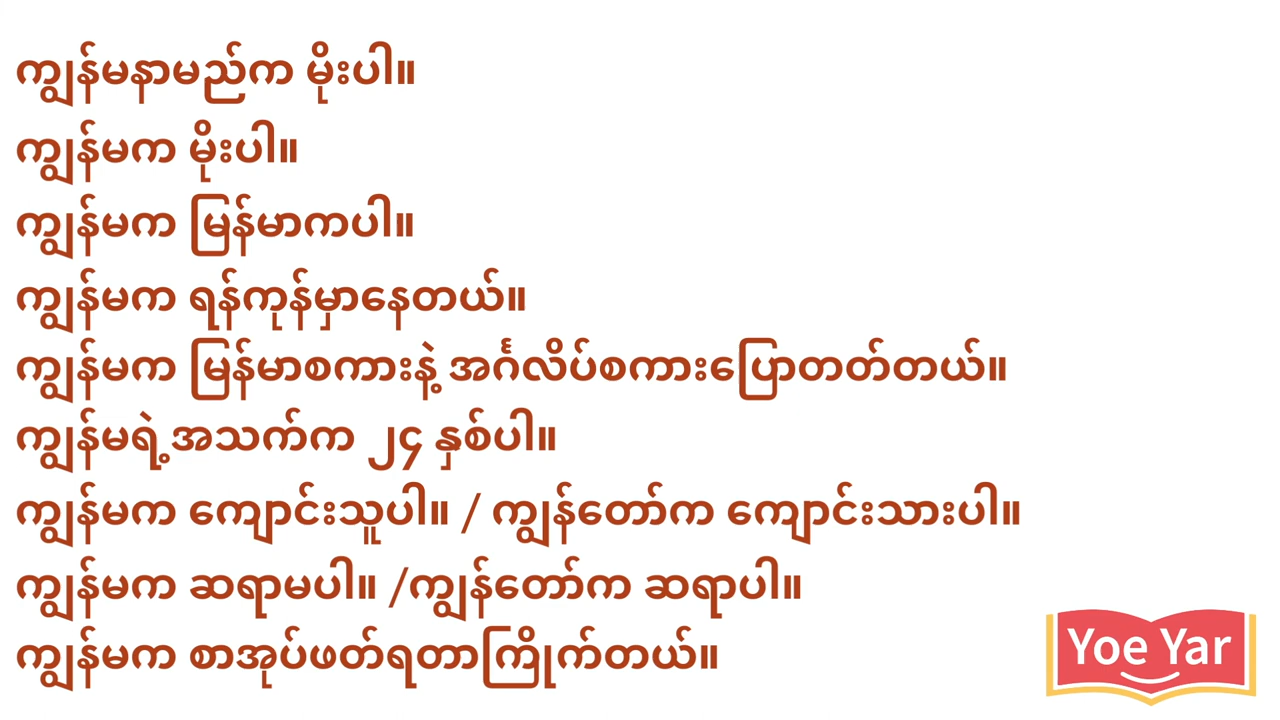 ကျွန်မနာမည်က မိုးပါ။
ကျွန်မက မိုးပါ။
ကျွန်မက မြန်မာကပါ။
ကျွန်မက ရန်ကုန်မှာနေတယ်။
ကျွန်မက မြန်မာစကားနဲ့ အင်္ဂလိပ်စကားပြောတတ်တယ်။
ကျွန်မရဲ့အသက်က ၂၄ နှစ်ပါ။
ကျွန်မက ကျောင်းသူပါ။ / ကျွန်တော်က ကျောင်းသားပါ။
ကျွန်မက ဆရာမပါ။ /ကျွန်တော်က ဆရာပါ။
ကျွန်မက စာအုပ်ဖတ်ရတာကြိုက်တယ်။
Yoe Yar